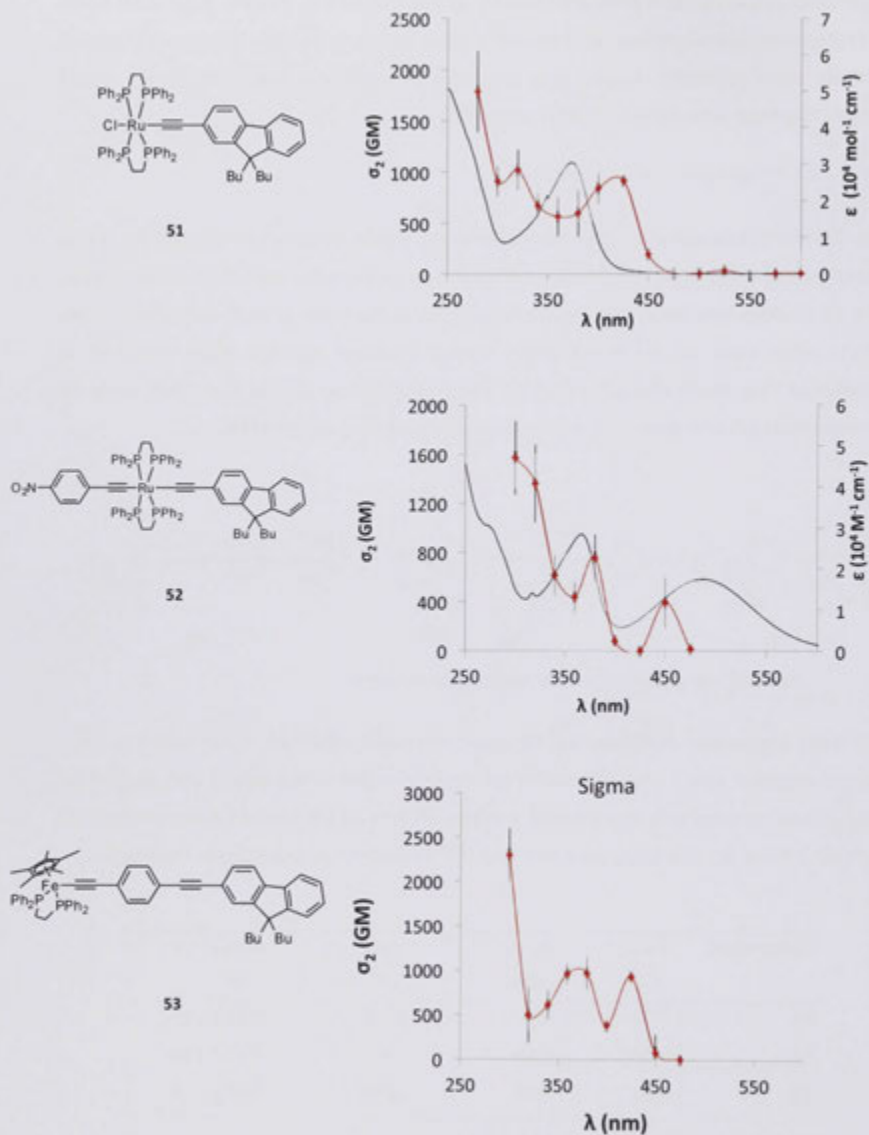 Ph₂P PPh₂
Cl-Ru
Ph₂P PPh₂
Bu Bu
51
σ₂ (GM)
2500
2000
1500
1000
500
0
250 350 450 550
λ (nm)
7
6
5
4
3
2
1
0
ε (10⁴ mol⁻¹ cm⁻¹)
Ph₂P PPh₂
O₂N Ru
Ph₂P PPh₂
Bu Bu
52
σ₂ (GM)
2000
1600
1200
800
400
0
250 350 450 550
λ (nm)
6
5
4
3
2
1
0
ε (10⁴ M⁻¹ cm⁻¹)
Sigma
Fe
Ph₂P PPh₂
Bu Bu
53
σ₂ (GM)
3000
2500
2000
1500
1000
500
0
250 350 450 550
λ (nm)